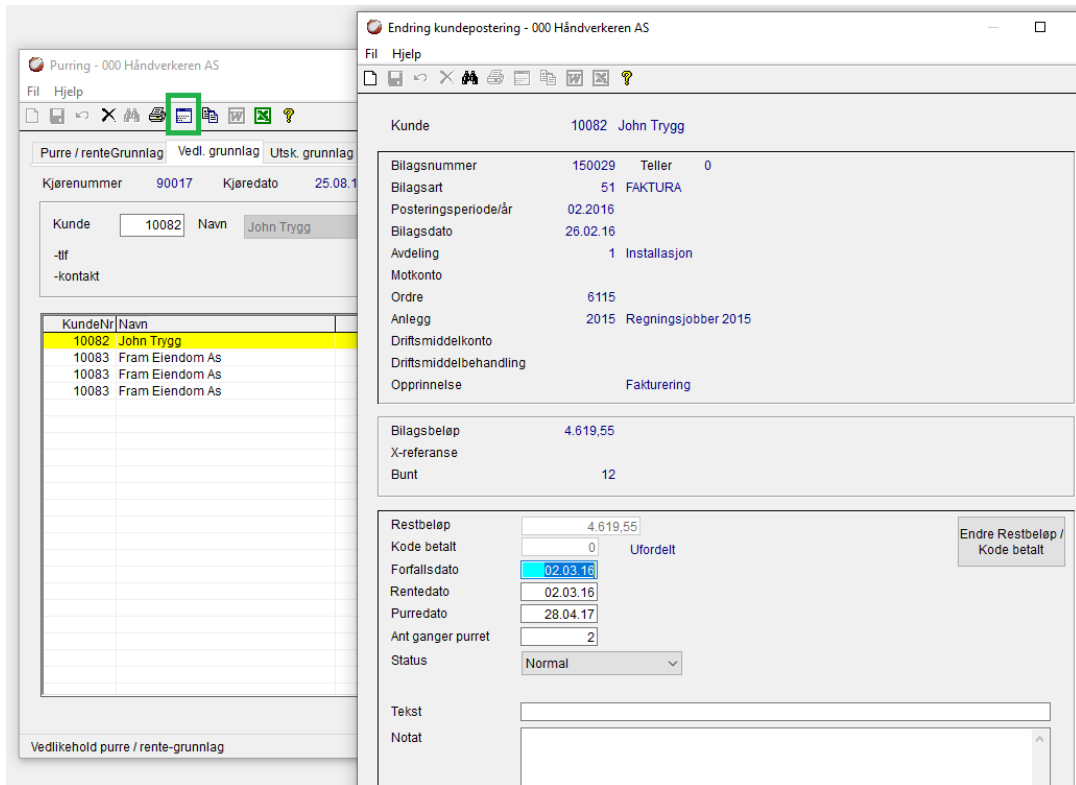 Purring - 000 Håndverkeren AS
Fil Hjelp
Purre / renteGrunnlag Vedl. grunnlag Utsk. grunnlag
Kjørenummer 90017 Kjøredato 25.08.1
Kunde 10082 Navn John Trygg
-tlf
-kontakt
KundeNr Navn
10082 John Trygg
10083 Fram Eiendom As
10083 Fram Eiendom As
10083 Fram Eiendom As
Vedlikehold purre / rente-grunnlag
Endring kundepostering - 000 Håndverkeren AS
Fil Hjelp
Kunde 10082 John Trygg
Bilagsnummer 150029 Teller 0
Bilagsart 51 FAKTURA
Posteringsperiode/år 02.2016
Bilagsdato 26.02.16
Avdeling 1 Installasjon
Motkonto
Ordre 6115
Anlegg 2015 Regningsjobber 2015
Driftsmiddelkonto
Driftsmiddelbehandling
Opprinnelse Fakturering
Bilagsbeløp 4.619,55
X-referanse
Bunt 12
Restbeløp 4.619,55
Endre Restbeløp /
Kode betalt
Kode betalt 0 Ufordelt
Forfallsdato 02.03.16
Rentedato 02.03.16
Purredato 28.04.17
Ant ganger purret 2
Status Normal
Tekst
Notat